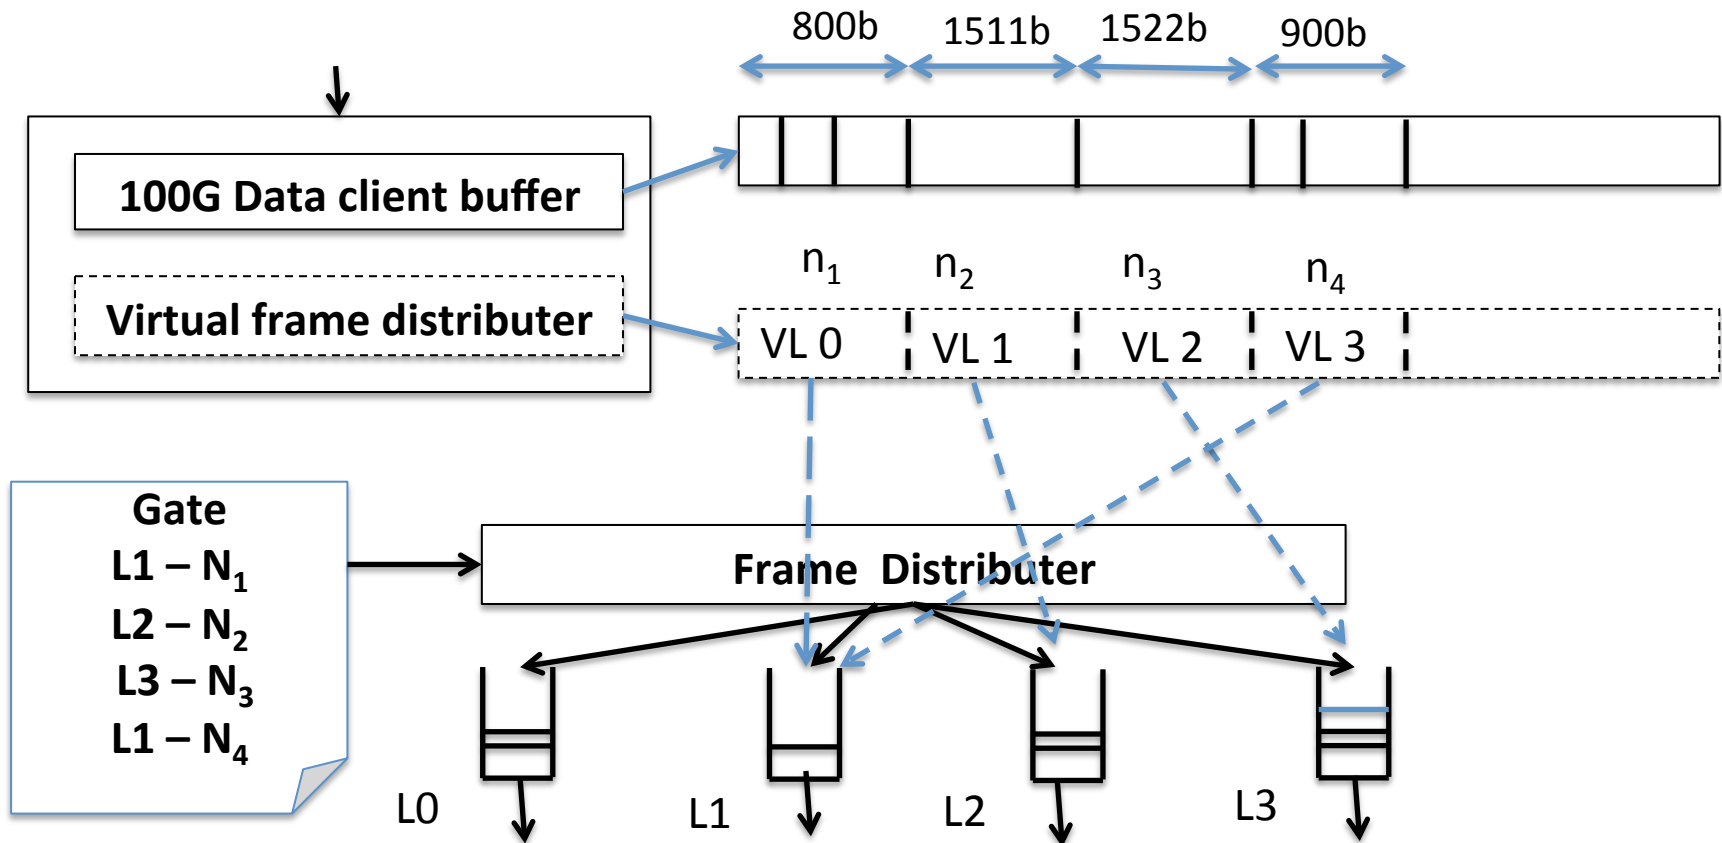 800b 1511b 1522b 900b
100G Data client buffer
n1 n2 n3 n4
Virtual frame distributer
VL 0 VL 1 VL 2 VL 3
Gate
L1 – N1
L2 – N2
L3 – N3
L1 – N4
Frame Distributer
L0 L1 L2 L3